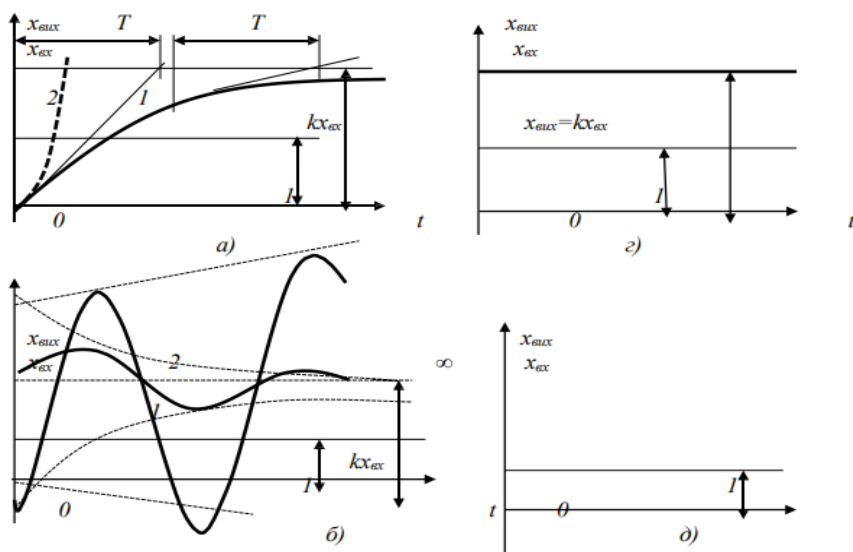 xвих T T
xвх
2 1
kxвх
1
0 t
а)
xвих
xвх
xвих=kxвх
1
0 t
г)
xвих
xвх
2
1
kxвх
1
0
б)
∞
xвих
xвх
1
t 0
д)